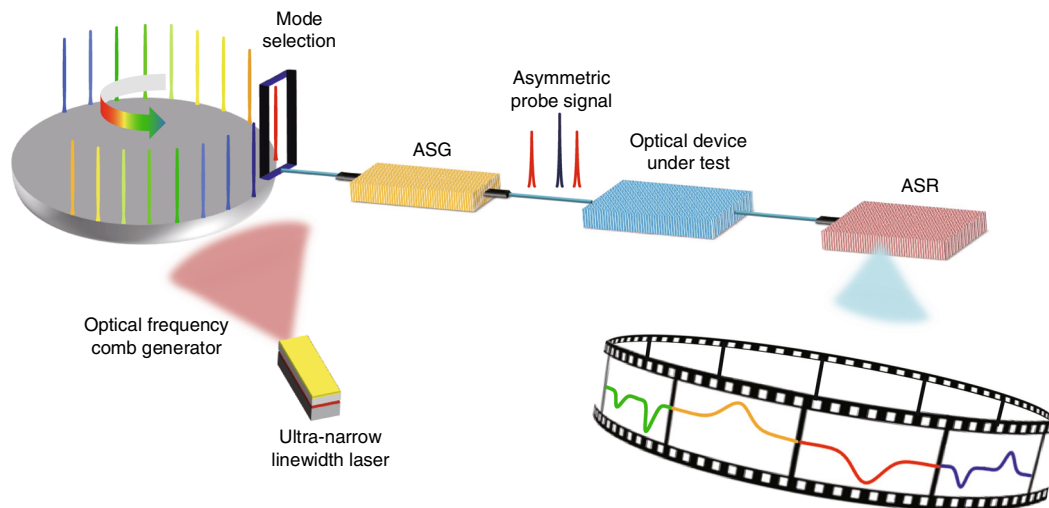 Mode
selection
ASG
Asymmetric
probe signal
Optical device
under test
ASR
Optical frequency
comb generator
Ultra-narrow
linewidth laser